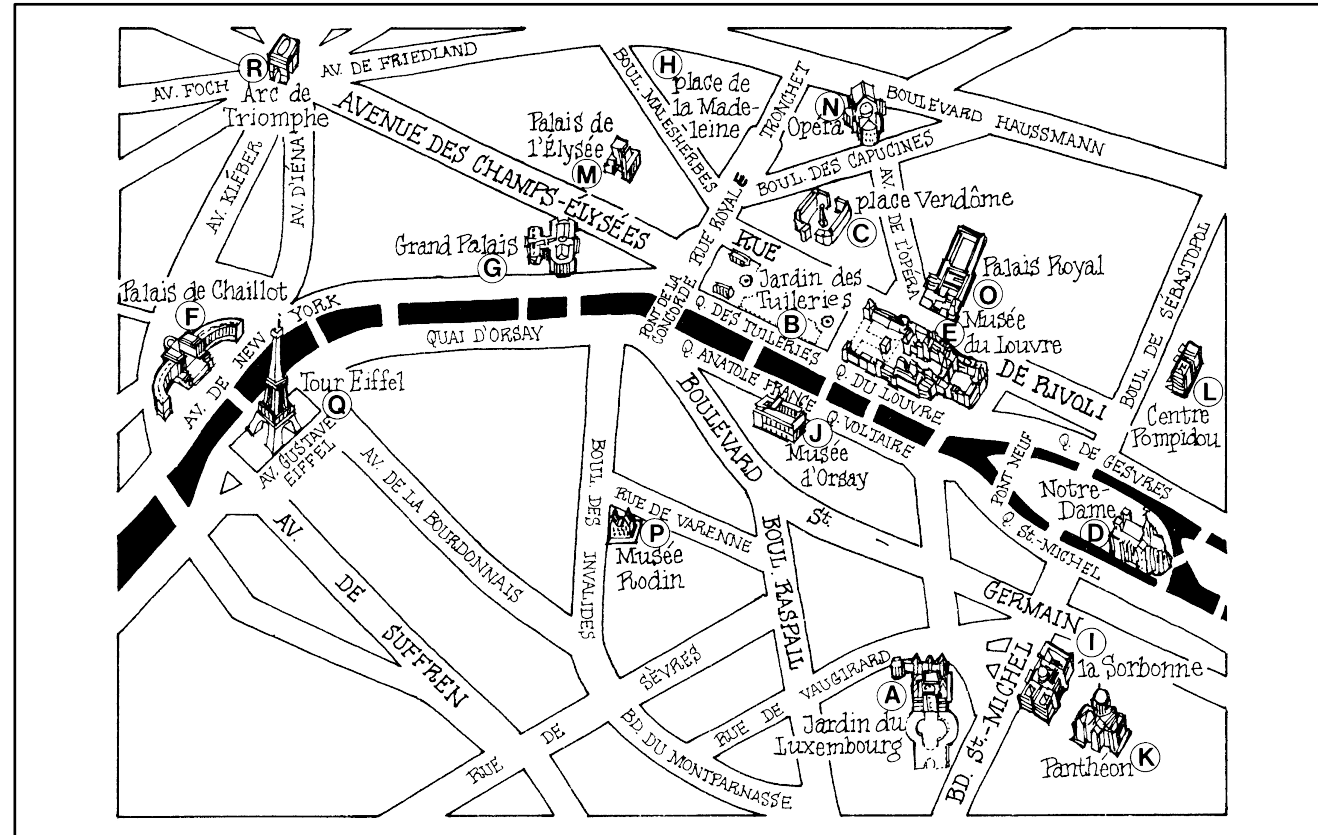 R
AV. DE FRIEDLAND
AV. FOCH
Arc de
Triomphe
AVENUE DES CHAMPS-ÉLYSÉES
BOUL. MALESHERBES
H
place de
la Made-
leine
TRONCHET
N
Opéra
BOULEVARD HAUSSMANN
Palais de
l'Élysée
M
BOUL. DES CAPUCINES
AV. KLÉBER
AV. D'IÉNA
RUE ROYALE
AV. DE L'OPÉRA
place Vendôme
C
Grand Palais
G
RUE
DE RIVOLI
Palais Royal
O
BOUL. DE SÉBASTOPOL
Palais de Chaillot
F
AV. DE NEW YORK
QUAI D'ORSAY
PONT DE LA
CONCORDE
Jardin des
Tuileries
B
Q. DES TUILERIES
E
Musée
du Louvre
Q. DU LOUVRE
Q. ANATOLE FRANCE
Q. VOLTAIRE
L
Centre
Pompidou
Tour Eiffel
Q
AV. GUSTAVE
EIFFEL
AV. DE LA BOURDONNAIS
J
Musée
d'Orsay
BOULEVARD
St.
GERMAIN
PONT NEUF
Q. DE GESVRES
Notre-
Dame
D
Q. St.-MICHEL
BOUL. DES INVALIDES
RUE DE VARENNE
P
Musée
Rodin
BOUL. RASPAIL
AV.
DE
SUFFREN
RUE DE SÈVRES
BD. DU MONTPARNASSE
RUE DE VAUGIRARD
A
Jardin du
Luxembourg
BD. St.-MICHEL
I
la Sorbonne
Panthéon
K